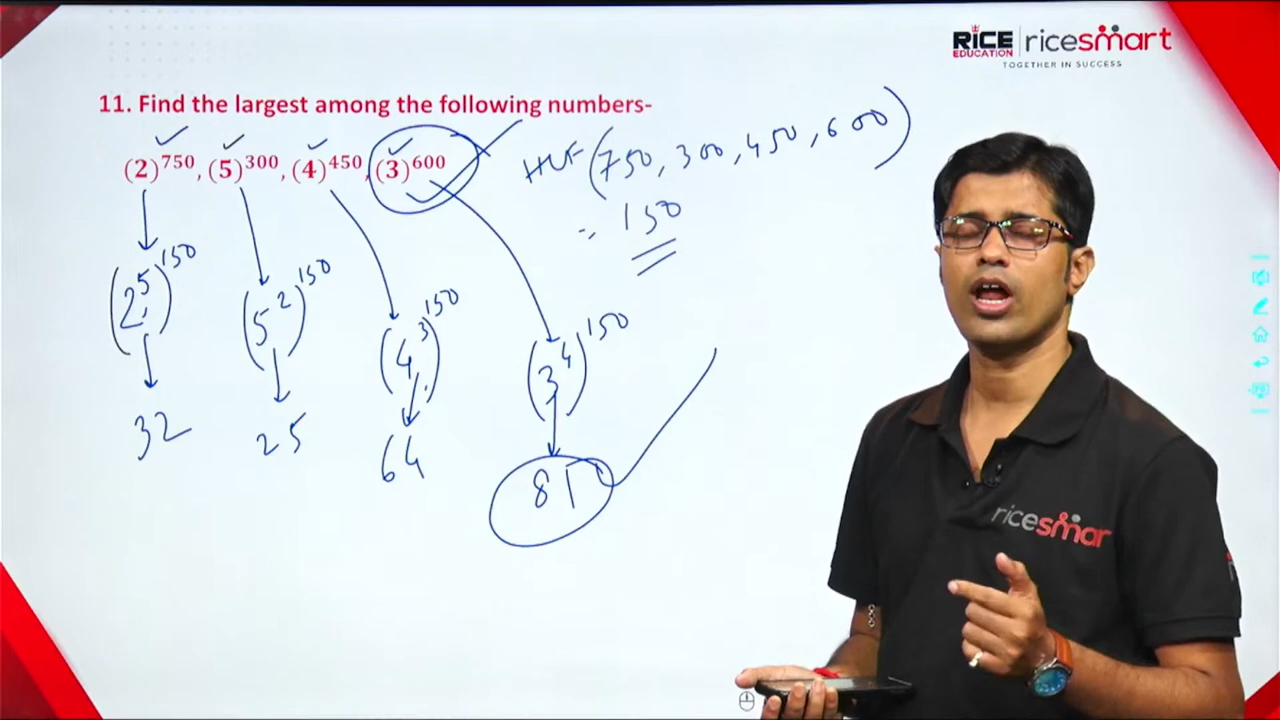 RICE EDUCATION | ricesmart
TOGETHER IN SUCCESS
11. Find the largest among the following numbers-
(2)^750, (5)^300, (4)^450, (3)^600
HCF (750, 300, 450, 600)
= 150
(2^5)^150 (5^2)^150 (4^3)^150 (3^4)^150
32 25 64 81
ricesmart